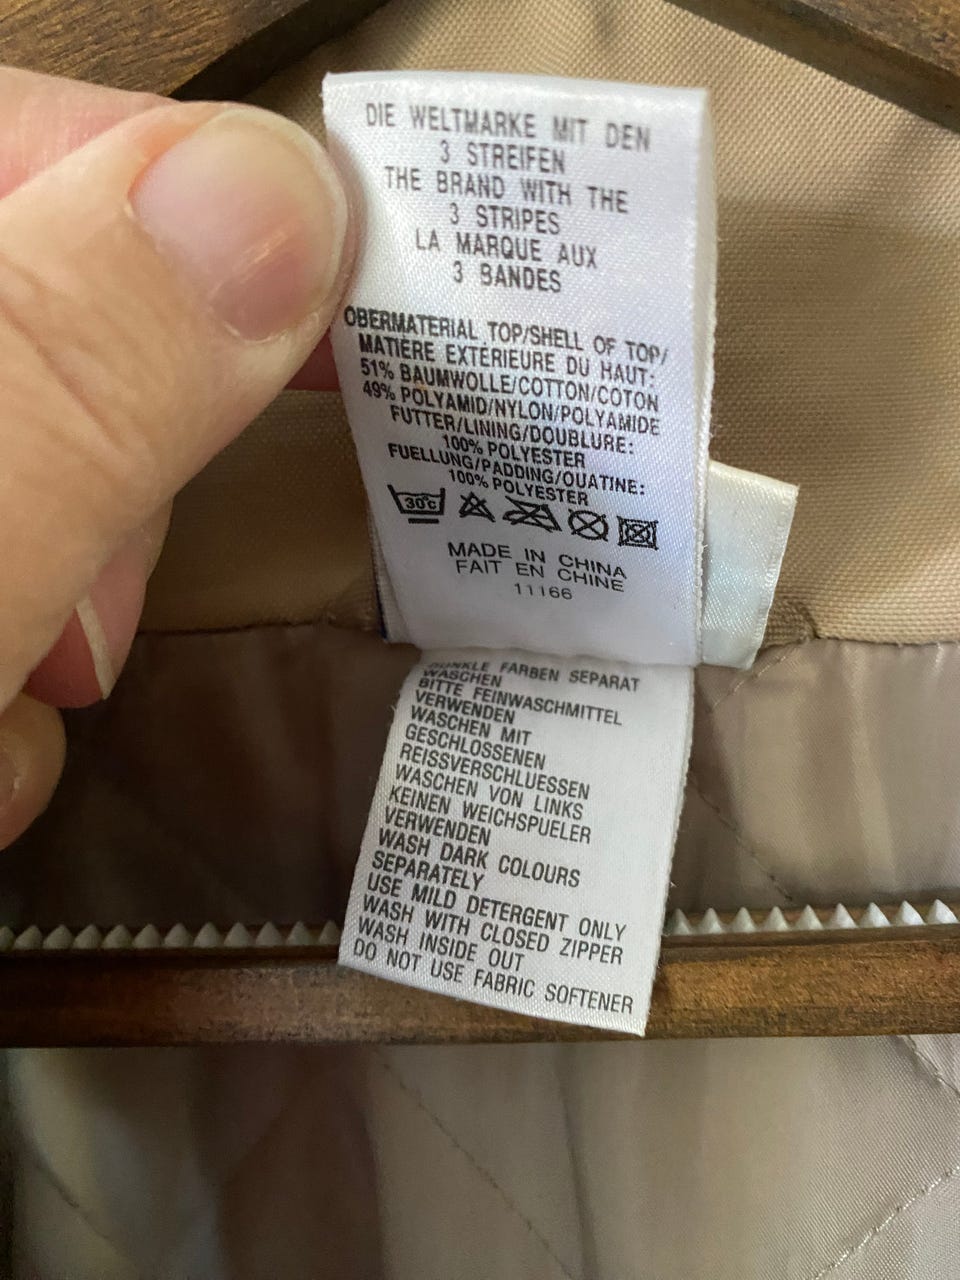 DIE WELTMARKE MIT DEN
3 STREIFEN
THE BRAND WITH THE
3 STRIPES
LA MARQUE AUX
3 BANDES
OBERMATERIAL TOP/SHELL OF TOP/
MATIÈRE EXTERIEURE DU HAUT:
51% BAUMWOLLE/COTTON/COTON
49% POLYAMID/NYLON/POLYAMIDE
FUTTER/LINING/DOUBLURE:
100% POLYESTER
FUELLUNG/PADDING/OUATINE:
100% POLYESTER
30°C
MADE IN CHINA
FAIT EN CHINE
11166
DUNKLE FARBEN SEPARAT
WASCHEN
BITTE FEINWASCHMITTEL
VERWENDEN
WASCHEN MIT
GESCHLOSSENEN
REISSVERSCHLUESSEN
WASCHEN VON LINKS
KEINEN WEICHSPUELER
VERWENDEN
WASH DARK COLOURS
SEPARATELY
USE MILD DETERGENT ONLY
WASH WITH CLOSED ZIPPER
WASH INSIDE OUT
DO NOT USE FABRIC SOFTENER